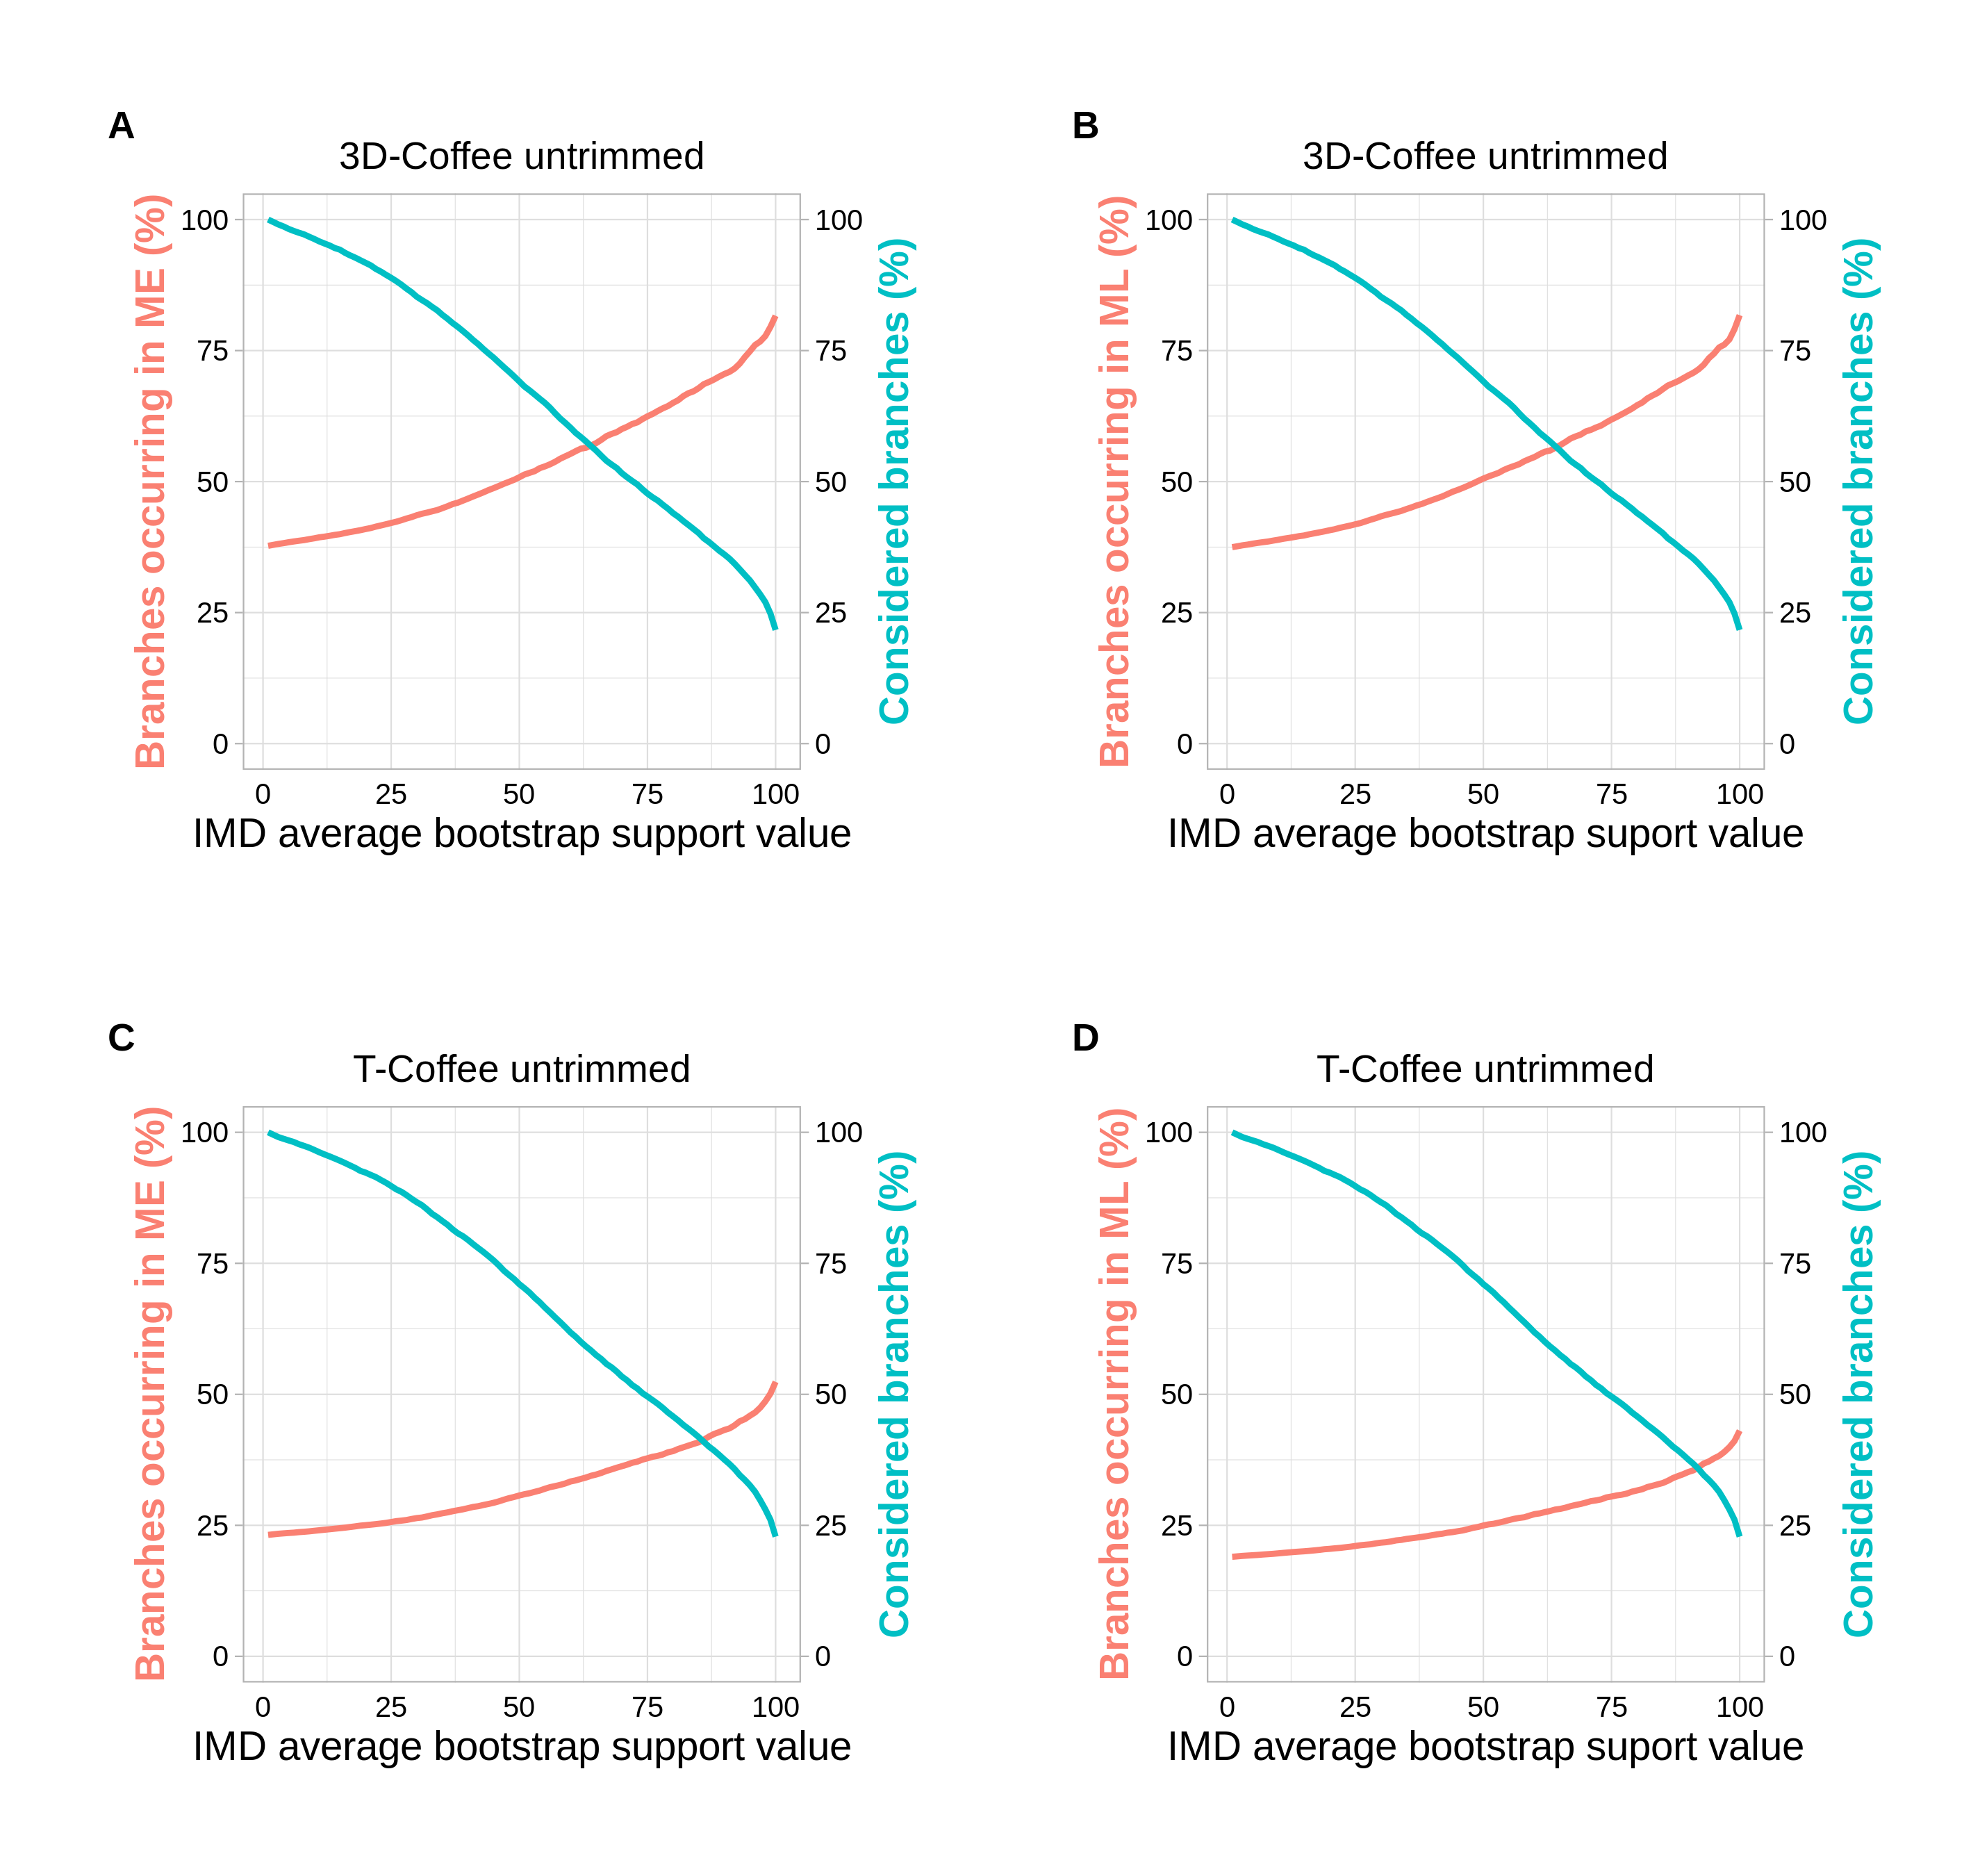 A
3D-Coffee untrimmed
Branches occurring in ME (%)
100
75
50
25
0
100
75
50
25
0
Considered branches (%)
0 25 50 75 100
IMD average bootstrap support value
B
3D-Coffee untrimmed
Branches occurring in ML (%)
100
75
50
25
0
100
75
50
25
0
Considered branches (%)
0 25 50 75 100
IMD average bootstrap suport value
C
T-Coffee untrimmed
Branches occurring in ME (%)
100
75
50
25
0
100
75
50
25
0
Considered branches (%)
0 25 50 75 100
IMD average bootstrap support value
D
T-Coffee untrimmed
Branches occurring in ML (%)
100
75
50
25
0
100
75
50
25
0
Considered branches (%)
0 25 50 75 100
IMD average bootstrap suport value